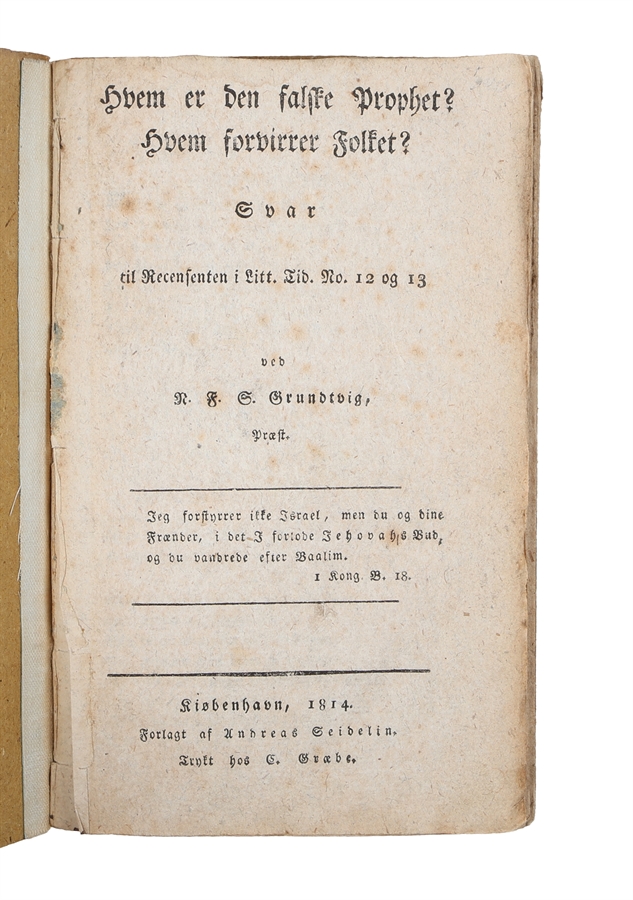 Hvem er den falske Prophet?
Hvem forvirrer Folket?
Svar
til Recensenten i Litt. Tid. No. 12 og 13
ved
N. F. S. Grundtvig,
Præst.
Jeg forstyrrer ikke Israel, men du og dine
Frænder, i det I forlode Jehovahs Bud,
og du vandrede efter Baalim.
1 Kong. B. 18.
Kiøbenhavn, 1814.
Forlagt af Andreas Seidelin.
Trykt hos C. Græbe.